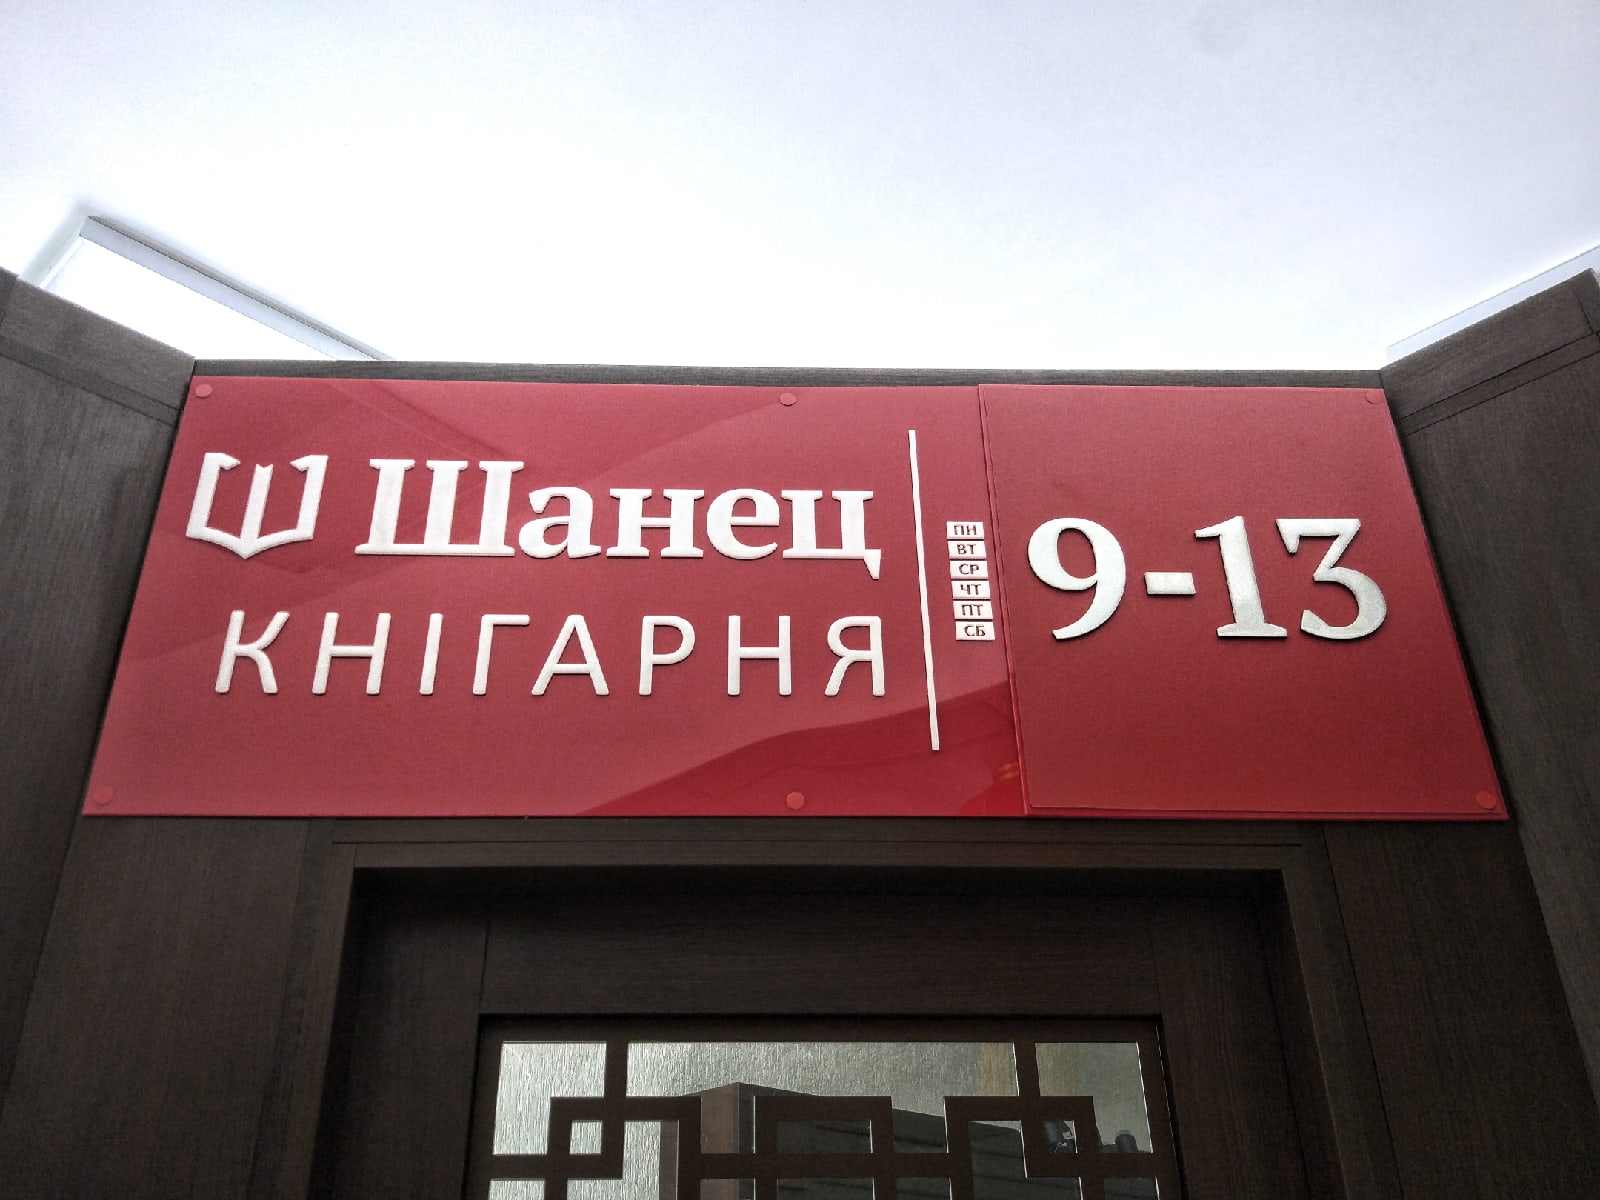 Шанец
КНІГАРНЯ
ПН
ВТ
СР
ЧТ
ПТ
СБ
9-13